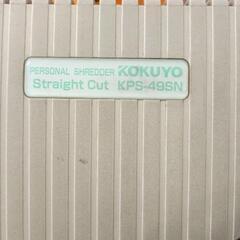 PERSONAL SHREDDER KOKUYO
Straight Cut KPS-49SN